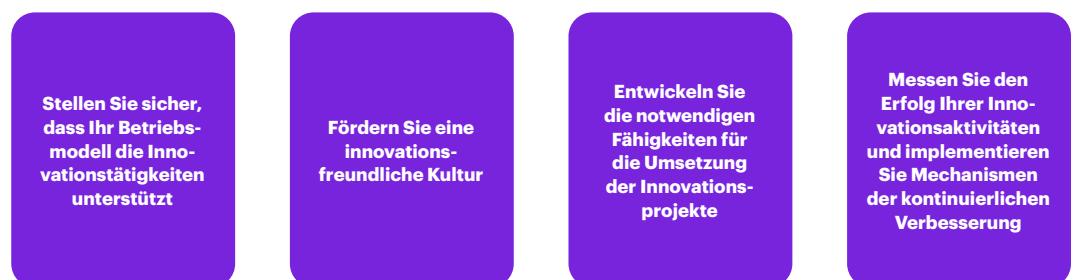 Stellen Sie sicher,
dass Ihr Betriebs-
modell die Inno-
vationstätigkeiten
unterstützt
Fördern Sie eine
innovations-
freundliche Kultur
Entwickeln Sie
die notwendigen
Fähigkeiten für
die Umsetzung
der Innovations-
projekte
Messen Sie den
Erfolg Ihrer Inno-
vationsaktivitäten
und implementieren
Sie Mechanismen
der kontinuierlichen
Verbesserung